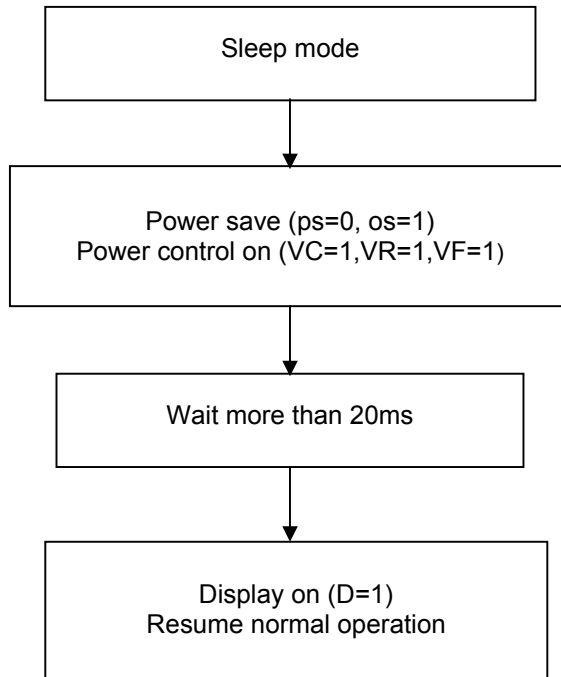 Sleep mode
Power save (ps=0, os=1)
Power control on (VC=1,VR=1,VF=1)
Wait more than 20ms
Display on (D=1)
Resume normal operation